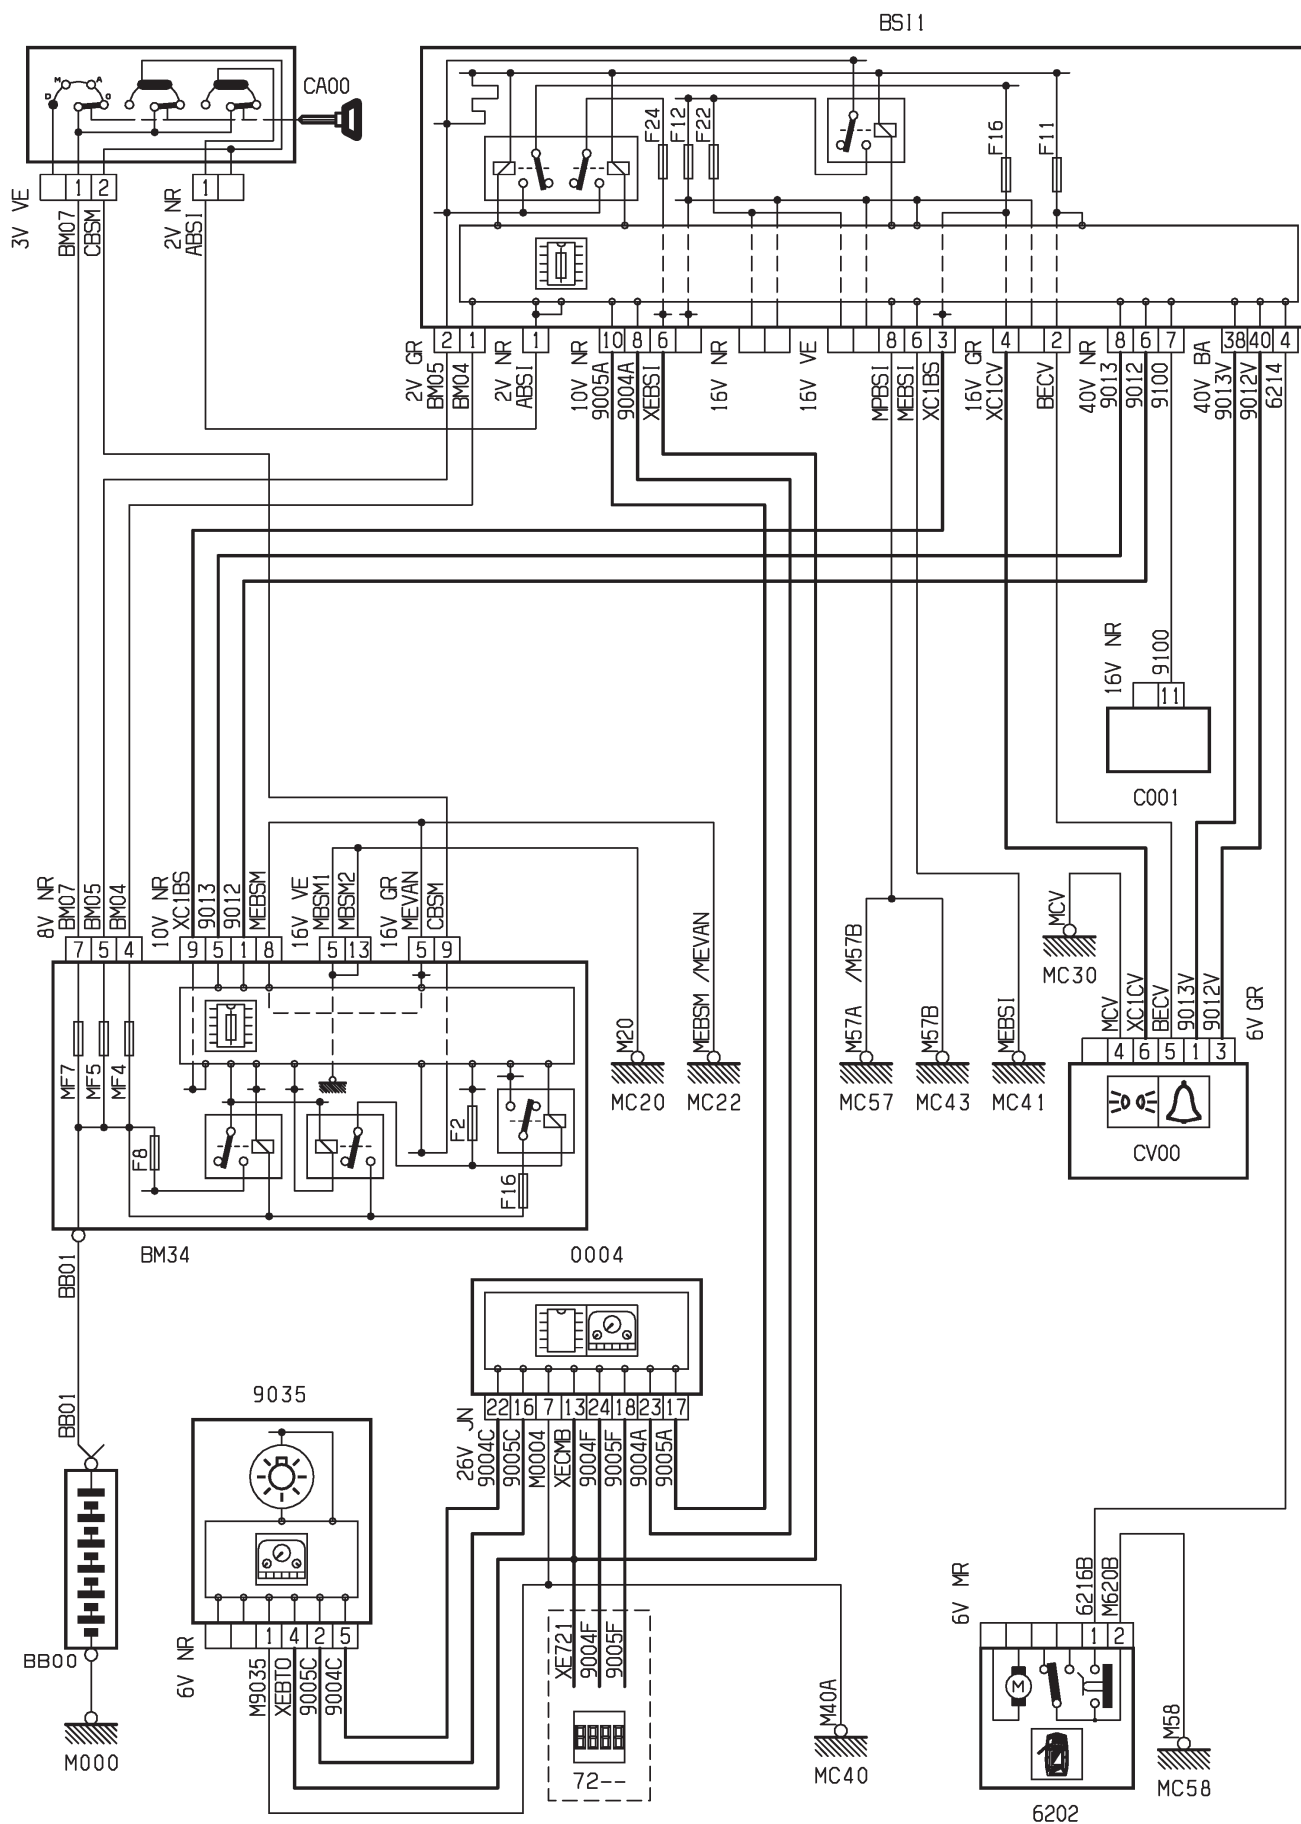 BSI1
CA00
M
A
D
C
F24
F12
F22
F16
F11
3V VE
1
2
BM07
CBSM
2V NR
1
ABSI
2V GR
2
1
BM05
BM04
2V NR
1
ABSI
10V NR
10
8
6
9005A
9004A
XEBSI
16V NR
16V VE
8
6
3
MPBSI
MEBSI
XC1BS
16V GR
4
2
XC1CV
BECV
40V NR
8
6
7
9013
9012
9100
40V BA
38
40
4
9013V
9012V
6214
16V NR
9100
11
C001
8V NR
BM07
BM05
BM04
7
5
4
10V NR
XC1BS
9013
9012
MEBSM
9
5
1
8
16V VE
MBSM1
MBSM2
5
13
16V GR
MEVAN
CBSM
5
9
MF7
MF5
MF4
F8
F2
F16
BM34
M20
MC20
MEBSM /MEVAN
MC22
M57A /M57B
MC57
M57B
MC43
MEBSI
MC41
MCV
MC30
MCV
XC1CV
BECV
9013V
9012V
6V GR
4
6
5
1
3
CV00
BB01
BB01
BB00
M000
0004
26V JN
22
16
7
13
24
18
23
17
9004C
9005C
M0004
XECMB
9004F
9005F
9004A
9005A
9035
6V NR
1
4
2
5
M9035
XEBTO
9005C
9004C
XE721
9004F
9005F
72--
M40A
MC40
6V MR
6216B
M620B
1
2
M
6202
M58
MC58